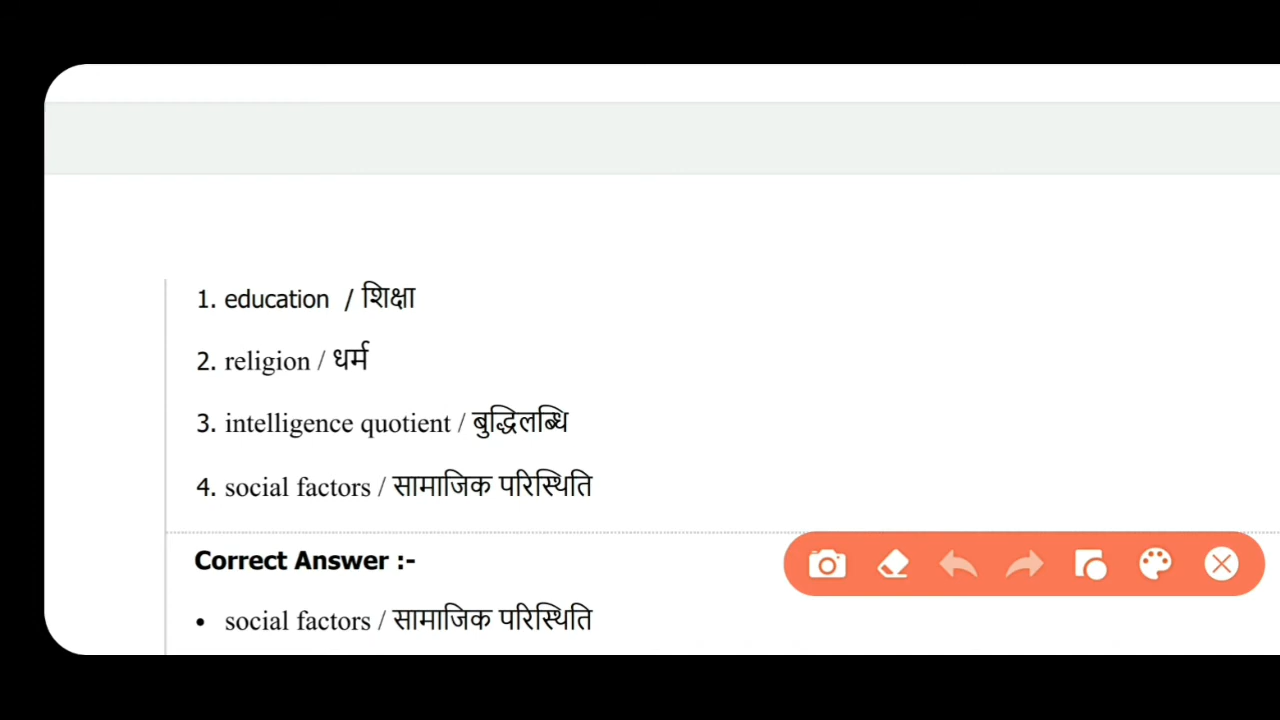 1. education / शिक्षा
2. religion / धर्म
3. intelligence quotient / बुद्धिलब्धि
4. social factors / सामाजिक परिस्थिति
Correct Answer :-
• social factors / सामाजिक परिस्थिति